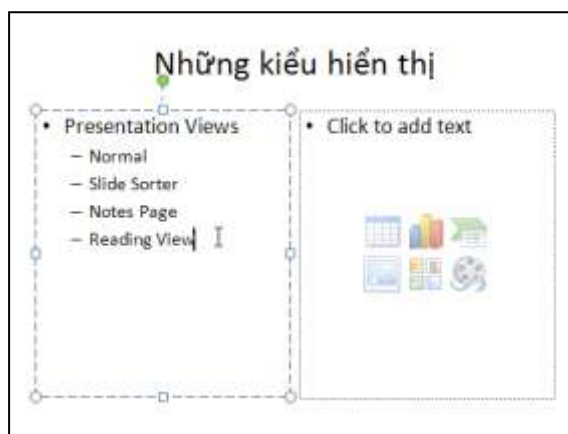 Những kiểu hiển thị
• Presentation Views
– Normal
– Slide Sorter
– Notes Page
– Reading View
• Click to add text